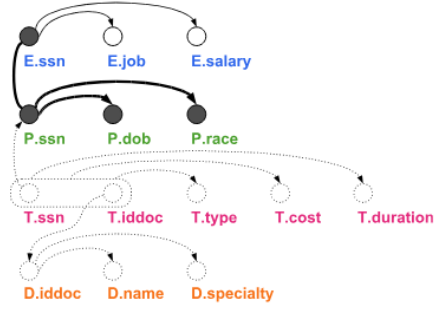 E.ssn E.job E.salary
P.ssn P.dob P.race
T.ssn T.iddoc T.type T.cost T.duration
D.iddoc D.name D.specialty